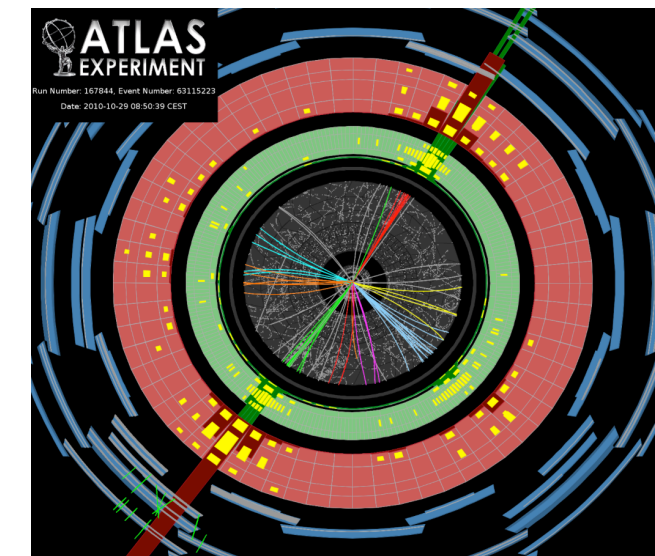 ATLAS
EXPERIMENT
Run Number: 167844, Event Number: 63115223
Date: 2010-10-29 08:50:39 CEST